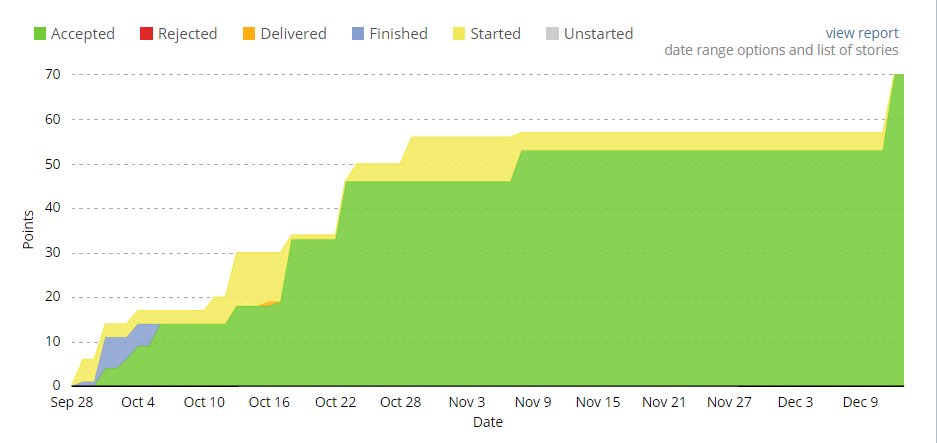 Accepted Rejected Delivered Finished Started Unstarted
view report
date range options and list of stories
70
60
50
40
30
20
10
0
Points
Sep 28 Oct 4 Oct 10 Oct 16 Oct 22 Oct 28 Nov 3 Nov 9 Nov 15 Nov 21 Nov 27 Dec 3 Dec 9
Date